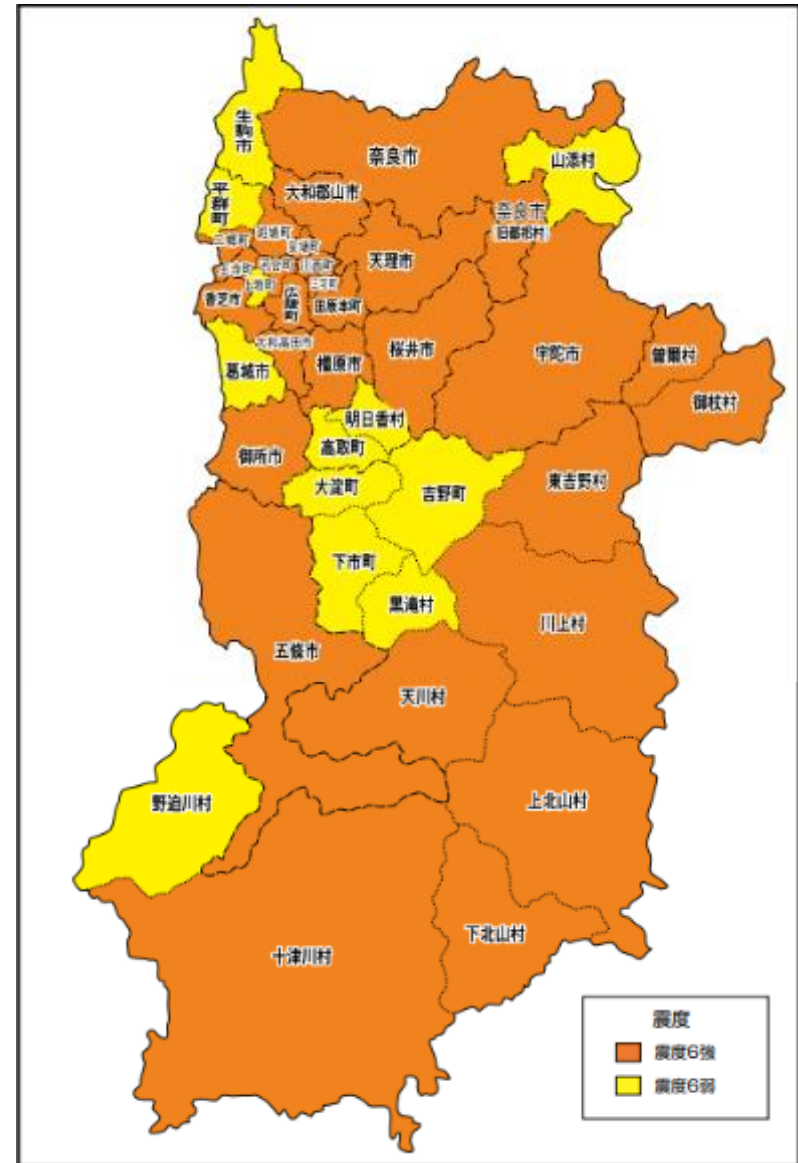 生駒市
奈良市
山添村
平群町
大和郡山市
奈良市
(旧都祁村)
三郷町
斑鳩町
安堵町
天理市
王寺町
河合町
川西町
上牧町
三宅町
香芝市
広陵町
田原本町
大和高田市
橿原市
桜井市
宇陀市
曽爾村
葛城市
御杖村
明日香村
高取町
御所市
大淀町
吉野町
東吉野村
下市町
黒滝村
川上村
五條市
天川村
野迫川村
上北山村
下北山村
十津川村
震度
震度6強
震度6弱